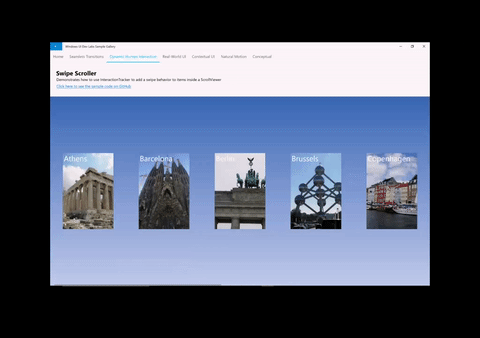 Windows UI Dev Labs Sample Gallery
Home Seamless Transitions Dynamic Humane Interaction Real-World UI Contextual UI Natural Motion Conceptual
Swipe Scroller
Demonstrates how to use InteractionTracker to add a swipe behavior to items inside a ScrollViewer
Click here to see the sample code on GitHub
Athens Barcelona Berlin Brussels Copenhagen